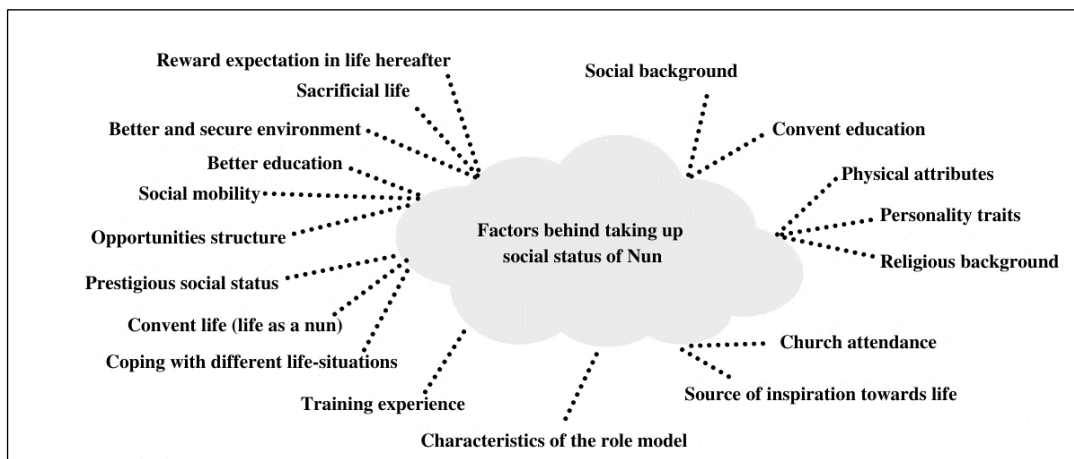 Reward expectation in life hereafter
Social background
Sacrificial life
Better and secure environment
Convent education
Better education
Physical attributes
Social mobility
Personality traits
Opportunities structure
Factors behind taking up
social status of Nun
Religious background
Prestigious social status
Convent life (life as a nun)
Church attendance
Coping with different life-situations
Source of inspiration towards life
Training experience
Characteristics of the role model